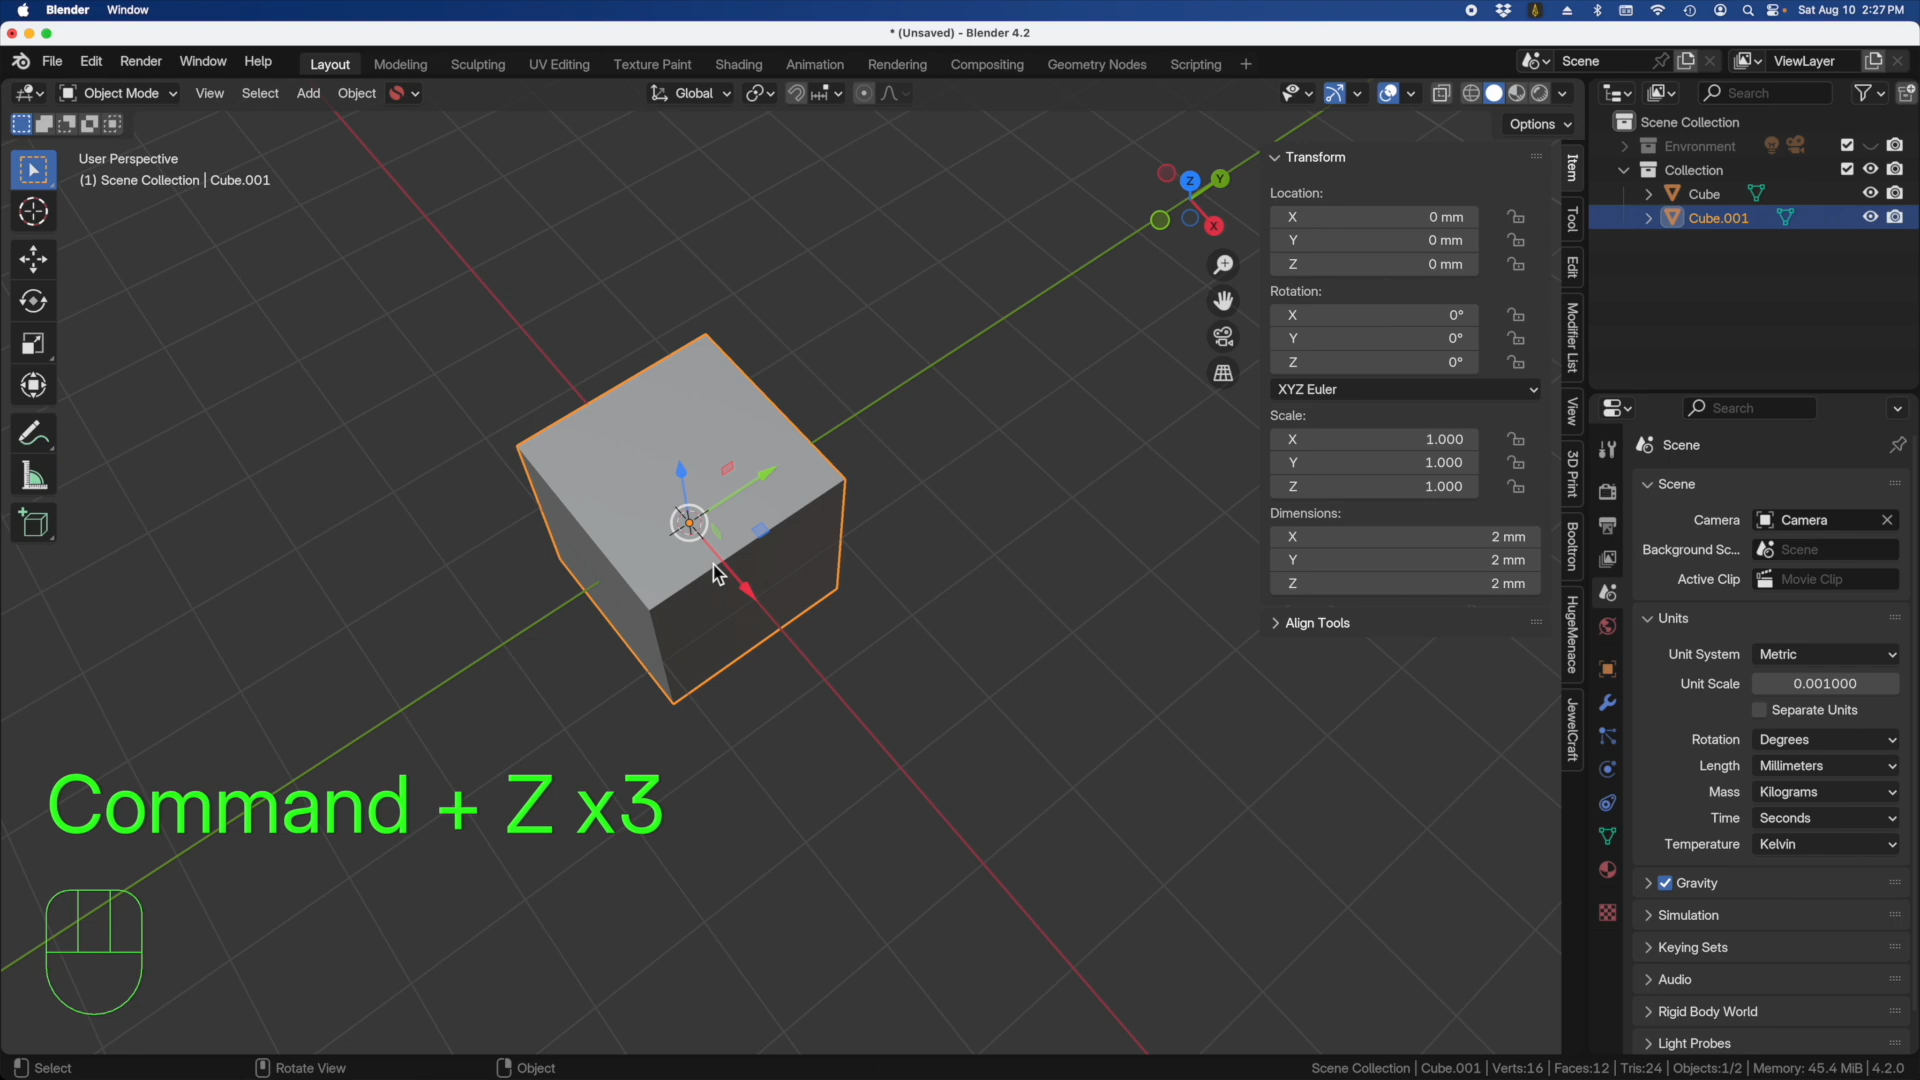 Blender Window
Sat Aug 10 2:27 PM
* (Unsaved) - Blender 4.2
File Edit Render Window Help
Layout Modeling Sculpting UV Editing Texture Paint Shading Animation Rendering Compositing Geometry Nodes Scripting +
Scene
ViewLayer
Object Mode View Select Add Object
Global
Search
Options
User Perspective
(1) Scene Collection | Cube.001
Z
Y
X
Transform
Location:
X 0 mm
Y 0 mm
Z 0 mm
Rotation:
X 0°
Y 0°
Z 0°
XYZ Euler
Scale:
X 1.000
Y 1.000
Z 1.000
Dimensions:
X 2 mm
Y 2 mm
Z 2 mm
Align Tools
Item
Tool
Edit
Modifier List
View
3D Print
Booltron
HugeMenace
JewelCraft
Scene Collection
Environment
Collection
Cube
Cube.001
Search
Scene
Scene
Camera Camera
Background Sc... Scene
Active Clip Movie Clip
Units
Unit System Metric
Unit Scale 0.001000
Separate Units
Rotation Degrees
Length Millimeters
Mass Kilograms
Time Seconds
Temperature Kelvin
Gravity
Simulation
Keying Sets
Audio
Rigid Body World
Light Probes
Command + Z x3
Select Rotate View Object
Scene Collection | Cube.001 | Verts:16 | Faces:12 | Tris:24 | Objects:1/2 | Memory: 45.4 MiB | 4.2.0